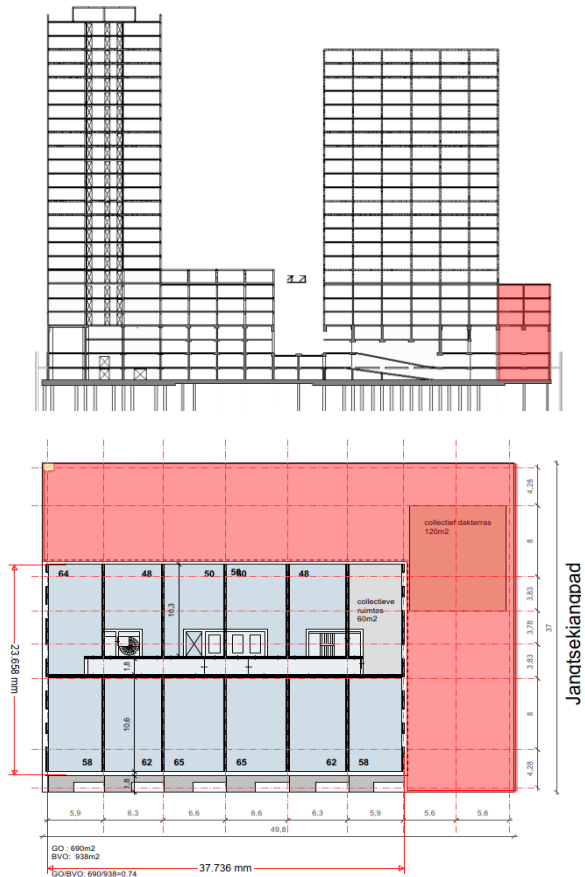 collectief dakterras
120m2
64
48
50
48
collectieve
ruimtes
60m2
10,3
1,8
10,6
58
62
65
65
62
58
1,8
4,28
8
3,83
3,78
3,83
8
4,28
37
Jangtsekiangpad
23.658 mm
5,9
6,3
6.6
6.6
6.3
5.9
5,6
5,6
49,8
37.736 mm
GO : 690m2
BVO: 938m2
GO/BVO: 690/938=0.74